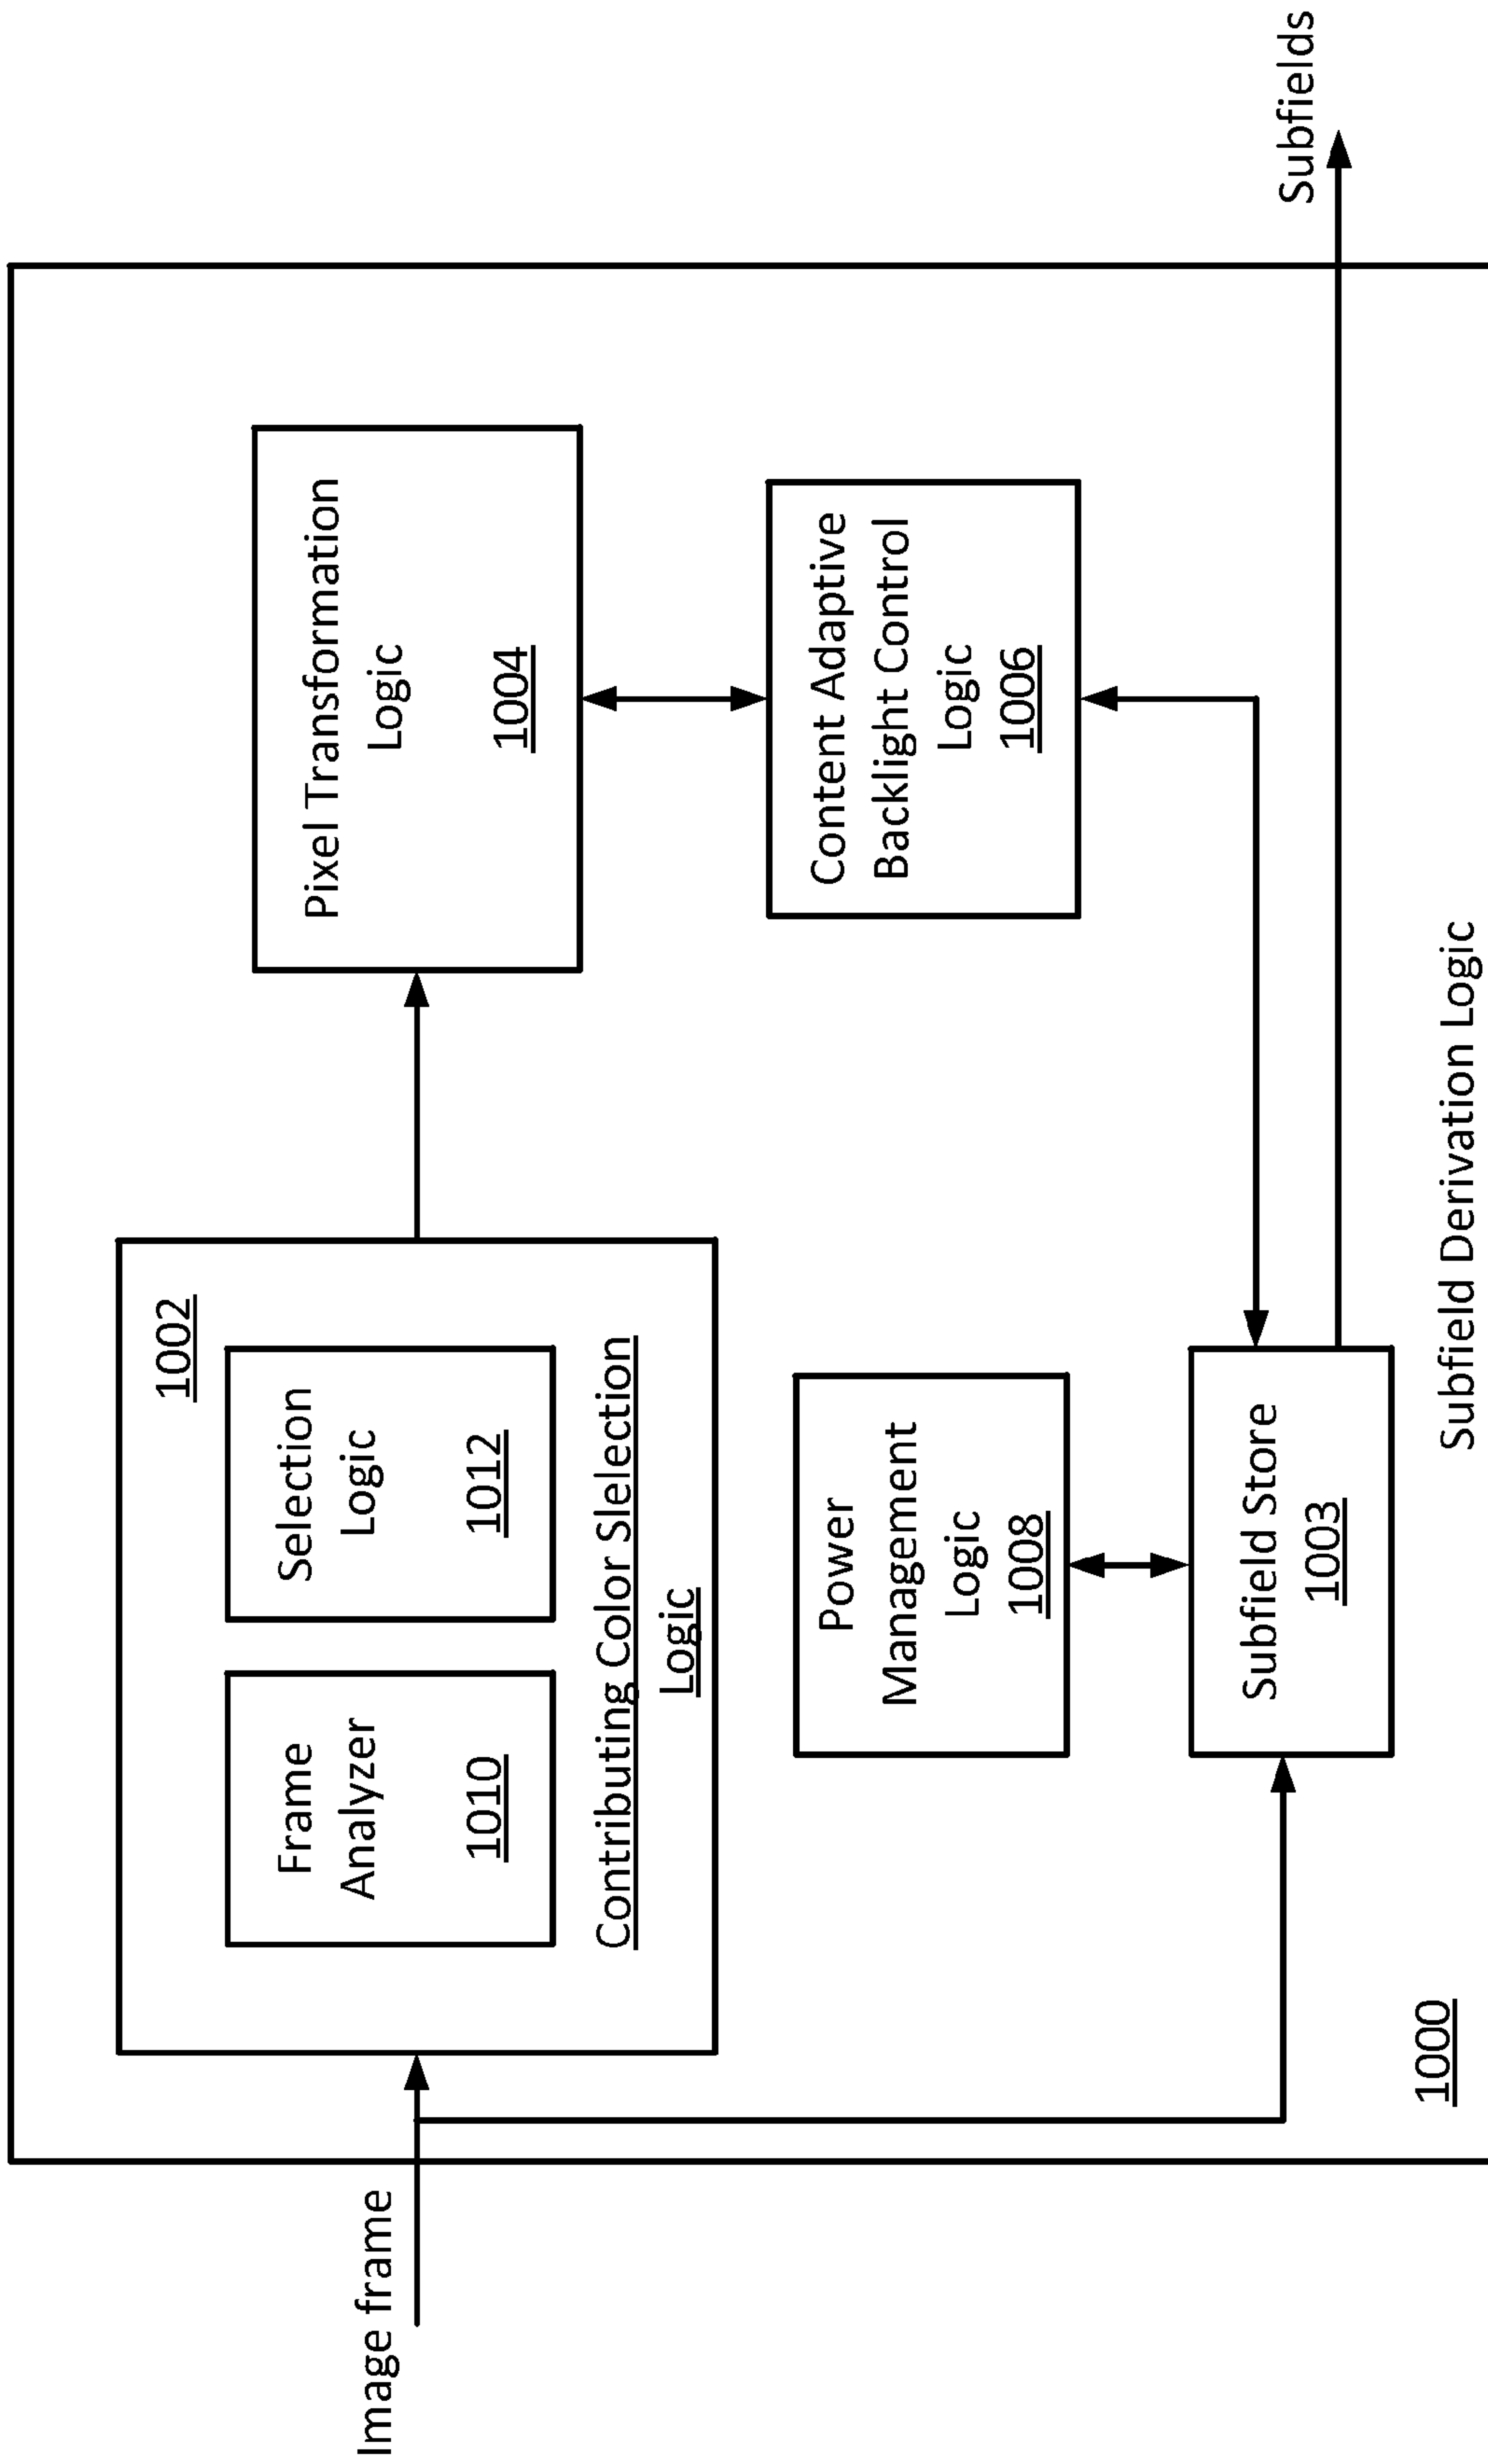 Image frame
1002
Frame
Analyzer
1010
Selection
Logic
1012
Contributing Color Slelection
Logic
Pixel Transformation
Logic
1004
Content Adaptive
Backlight Control
Logic
1006
Power
Management
Logic
1008
Subfield Store
1003
Subfields
1000
Subfield Derivation Logic